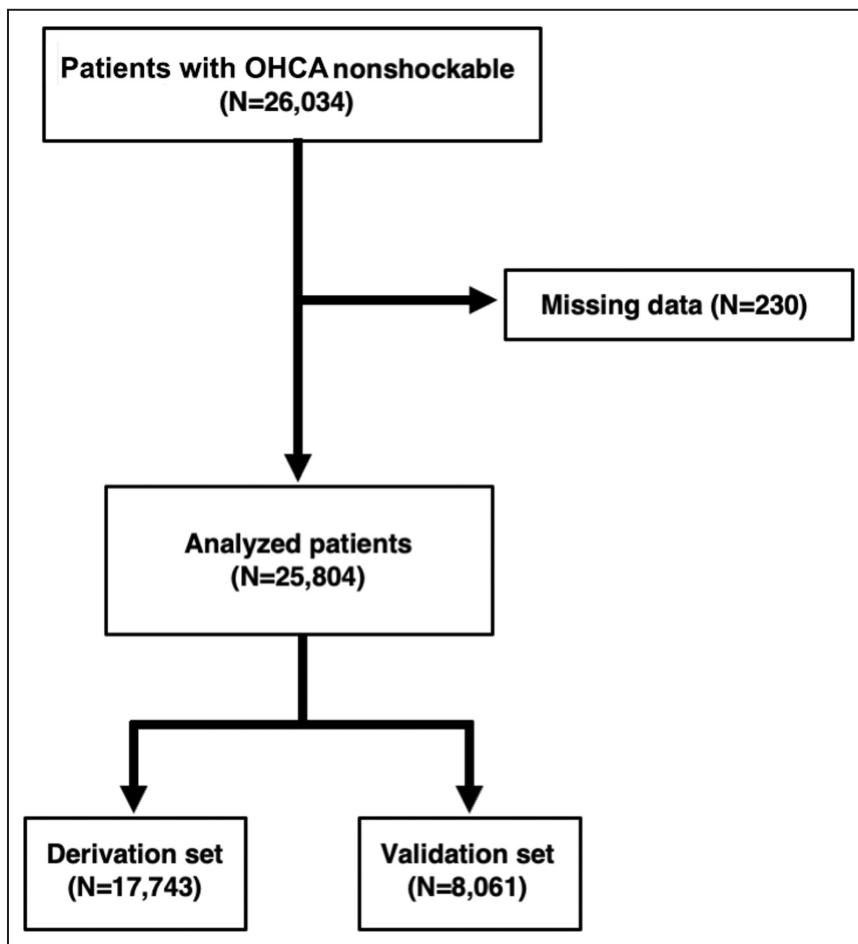 Patients with OHCA nonshockable
(N=26,034)
Missing data (N=230)
Analyzed patients
(N=25,804)
Derivation set
(N=17,743)
Validation set
(N=8,061)